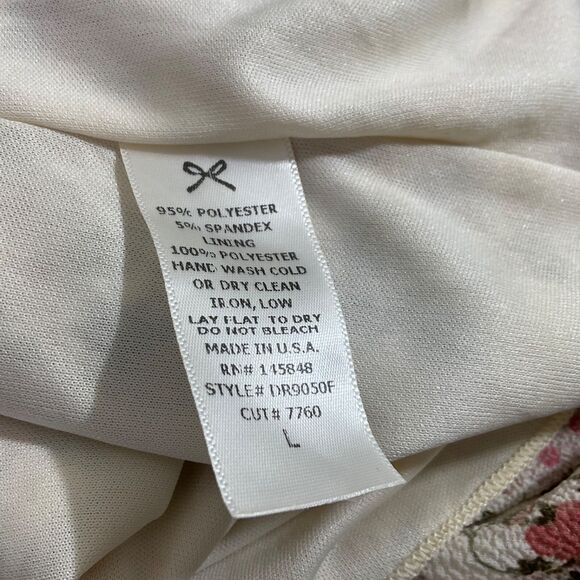 95% POLYESTER
5% SPANDEX
LINING
100% POLYESTER
HAND WASH COLD
OR DRY CLEAN
IRON, LOW
LAY FLAT TO DRY
DO NOT BLEACH
MADE IN U.S.A.
RN# 145848
STYLE# DR9050F
CUT# 7760
L